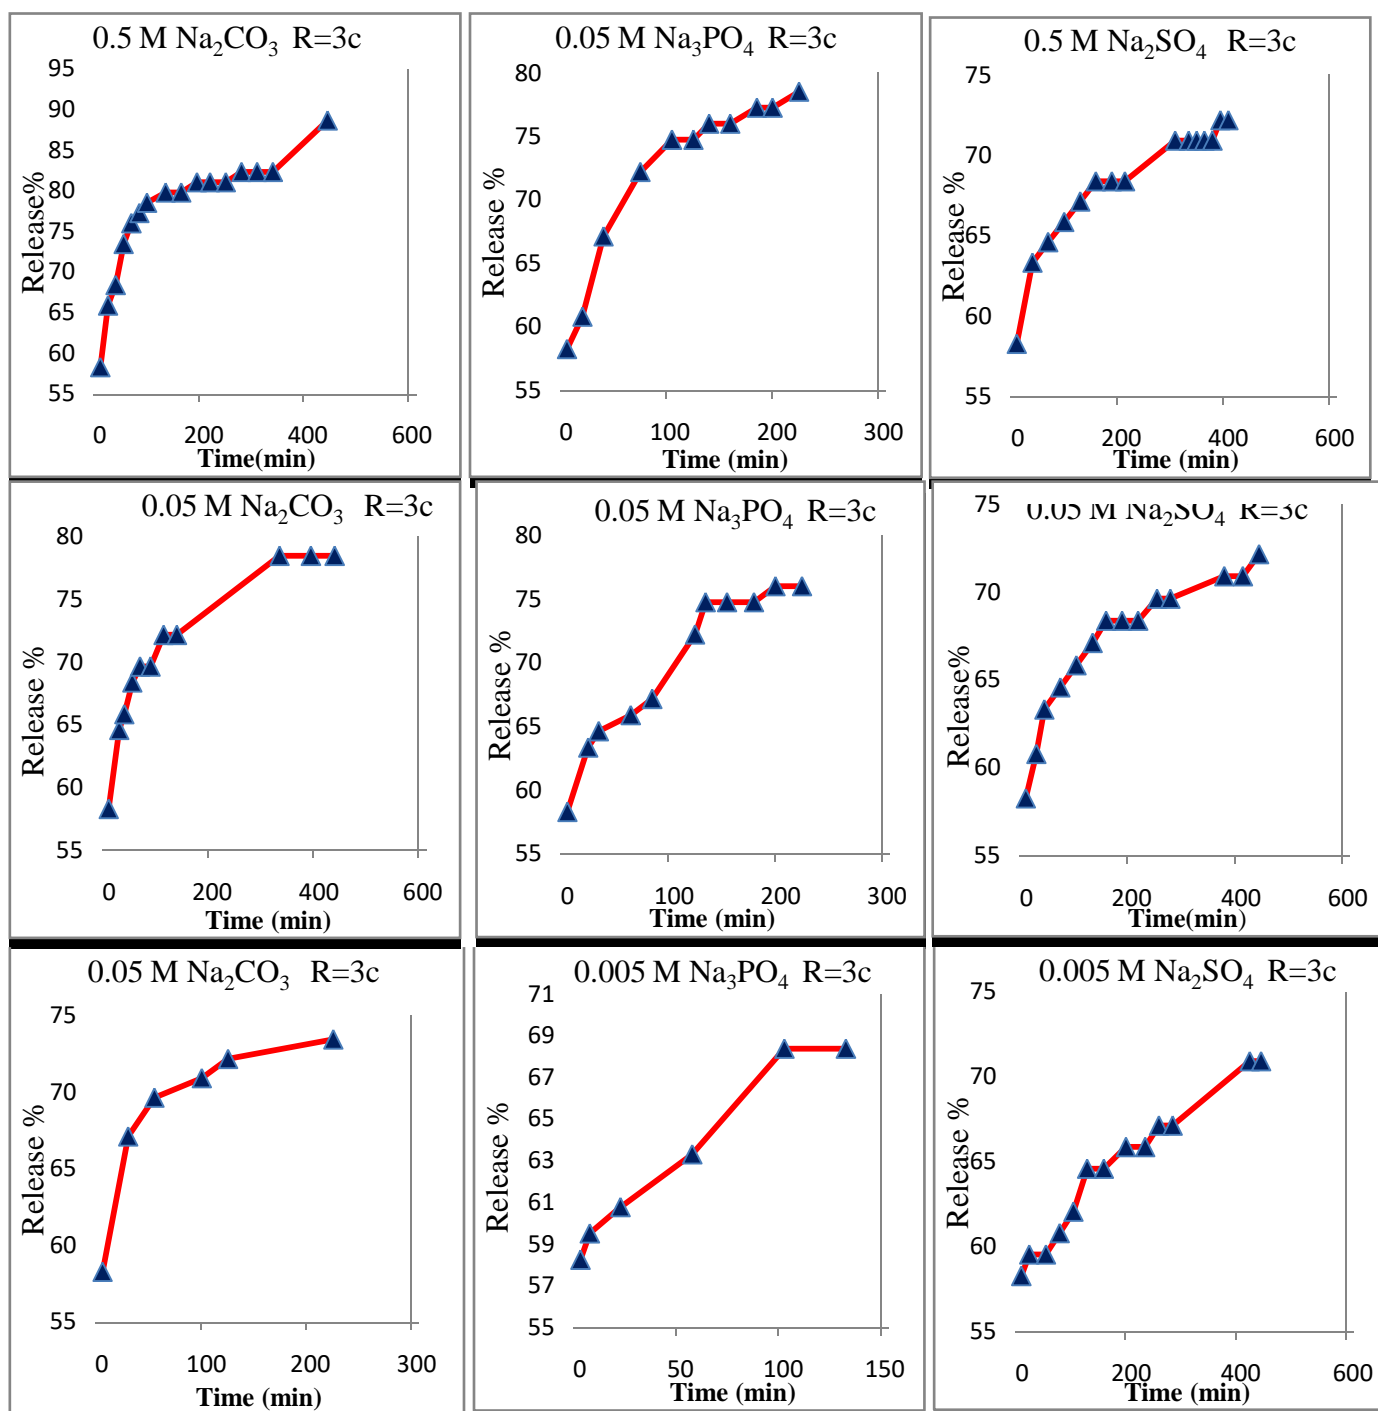 0.5 M Na₂CO₃ R=3c
95
90
85
80
75
70
65
60
55
Release%
0 200 400 600
Time(min)
0.05 M Na₃PO₄ R=3c
80
75
70
65
60
55
Release %
0 100 200 300
Time (min)
0.5 M Na₂SO₄ R=3c
75
70
65
60
55
Release %
0 200 400 600
Time (min)
0.05 M Na₂CO₃ R=3c
80
75
70
65
60
55
Release %
0 200 400 600
Time (min)
0.05 M Na₃PO₄ R=3c
80
75
70
65
60
55
Release %
0 100 200 300
Time (min)
0.05 M Na₂SO₄ R=3c
75
70
65
60
55
Release%
0 200 400 600
Time(min)
0.05 M Na₂CO₃ R=3c
75
70
65
60
55
Release %
0 100 200 300
Time (min)
0.005 M Na₃PO₄ R=3c
71
69
67
65
63
61
59
57
55
Release %
0 50 100 150
Time (min)
0.005 M Na₂SO₄ R=3c
75
70
65
60
55
Release %
0 200 400 600
Time (min)